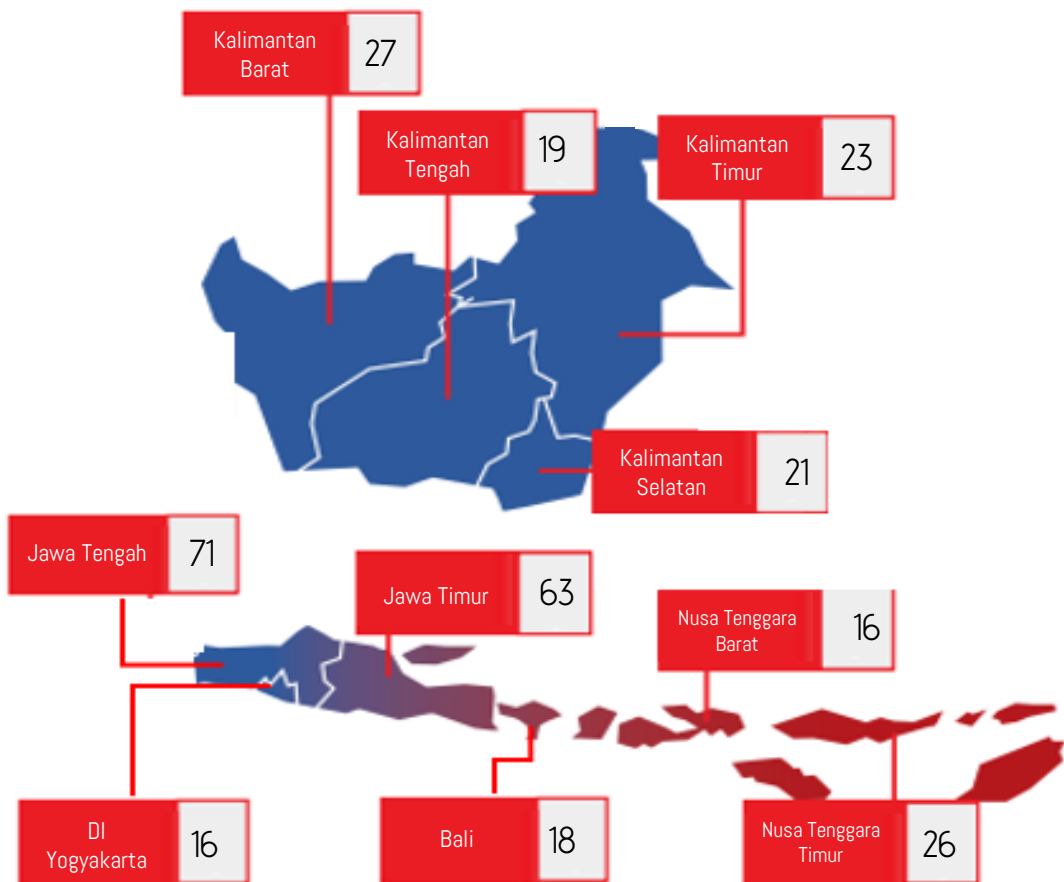 Kalimantan
Barat
27
Kalimantan
Tengah
19
Kalimantan
Timur
23
Kalimantan
Selatan
21
Jawa Tengah
71
Jawa Timur
63
Nusa Tenggara
Barat
16
DI
Yogyakarta
16
Bali
18
Nusa Tenggara
Timur
26